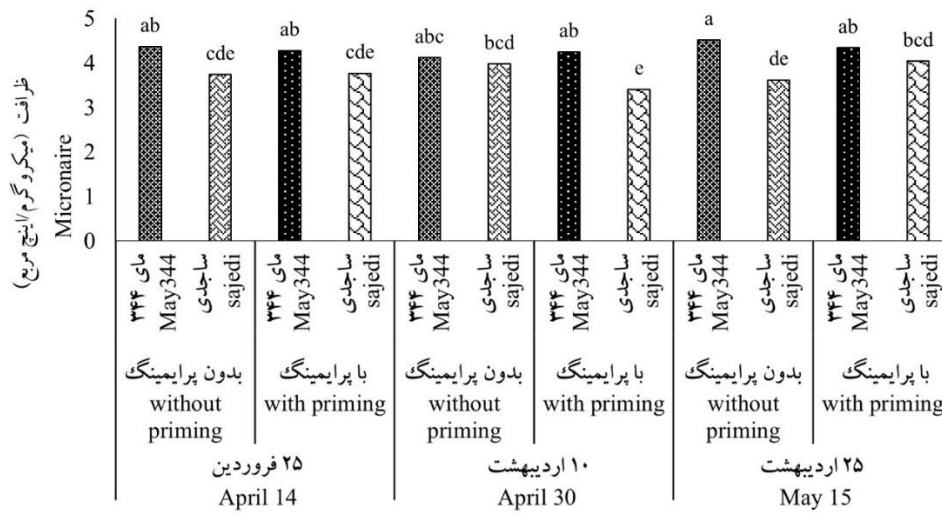 ظرافت (میکروگرم/اینچ مربع)
Micronaire
5
4
3
2
1
0
ab
cde
ab
cde
abc
bcd
ab
e
a
de
ab
bcd
مای ۳۴۴
May344
ساجدی
sajedi
مای ۳۴۴
May344
ساجدی
sajedi
مای ۳۴۴
May344
ساجدی
sajedi
مای ۳۴۴
May344
ساجدی
sajedi
مای ۳۴۴
May344
ساجدی
sajedi
مای ۳۴۴
May344
ساجدی
sajedi
بدون پرایمینگ
without
priming
با پرایمینگ
with priming
بدون پرایمینگ
without
priming
با پرایمینگ
with priming
بدون پرایمینگ
without
priming
با پرایمینگ
with priming
۲۵ فروردین
April 14
۱۰ اردیبهشت
April 30
۲۵ اردیبهشت
May 15